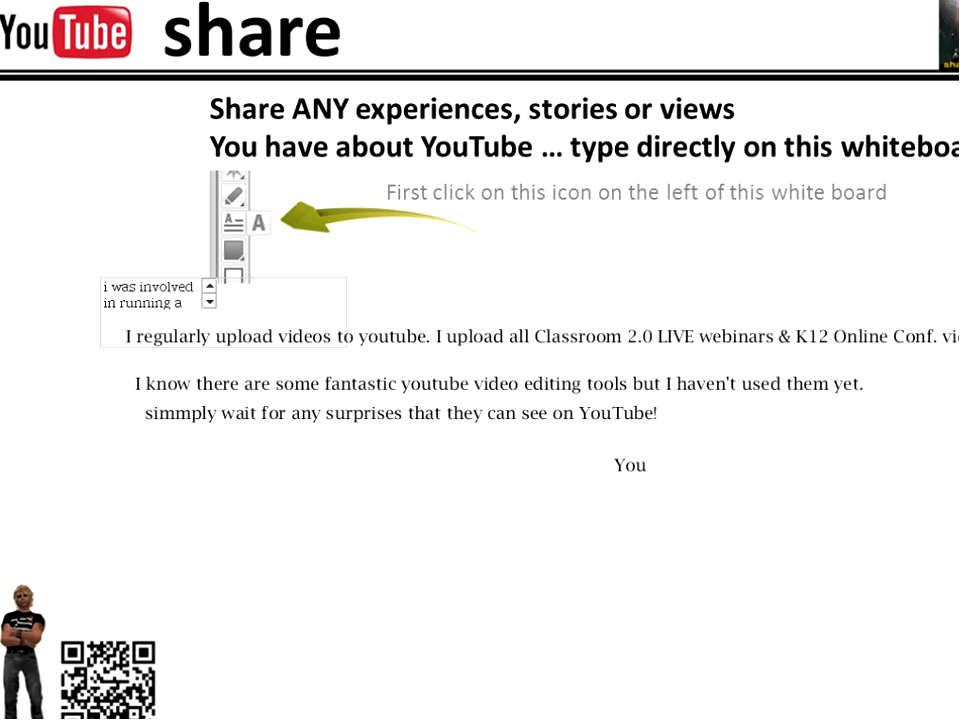 YouTube share
Share ANY experiences, stories or views
You have about YouTube ... type directly on this whiteboa
First click on this icon on the left of this white board
A
A
i was involved
in running a
I regularly upload videos to youtube. I upload all Classroom 2.0 LIVE webinars & K12 Online Conf. vi
I know there are some fantastic youtube video editing tools but I haven't used them yet.
simmply wait for any surprises that they can see on YouTube!
You